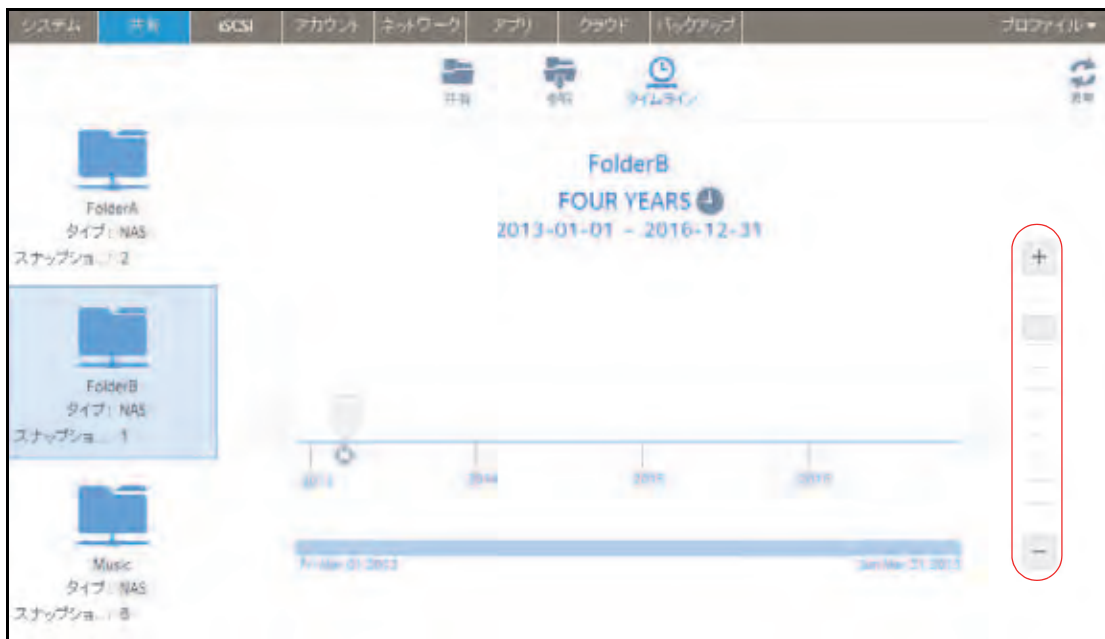 システム 共有 iSCSI アカウント ネットワーク アプリ クラウド バックアップ プロファイル
共有 参照 タイムライン 更新
FolderA
タイプ: NAS
スナップショ...: 2
FolderB
タイプ: NAS
スナップショ...: 1
Music
タイプ: NAS
スナップショ...: 8
FolderB
FOUR YEARS
2013-01-01 - 2016-12-31
+
2013 2014 2015
−